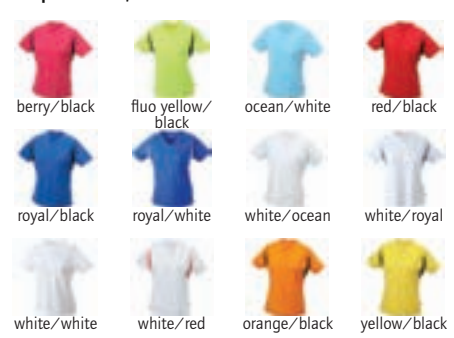 berry/black
fluo yellow/
black
ocean/white
red/black
royal/black
royal/white
white/ocean
white/royal
white/white
white/red
orange/black
yellow/black